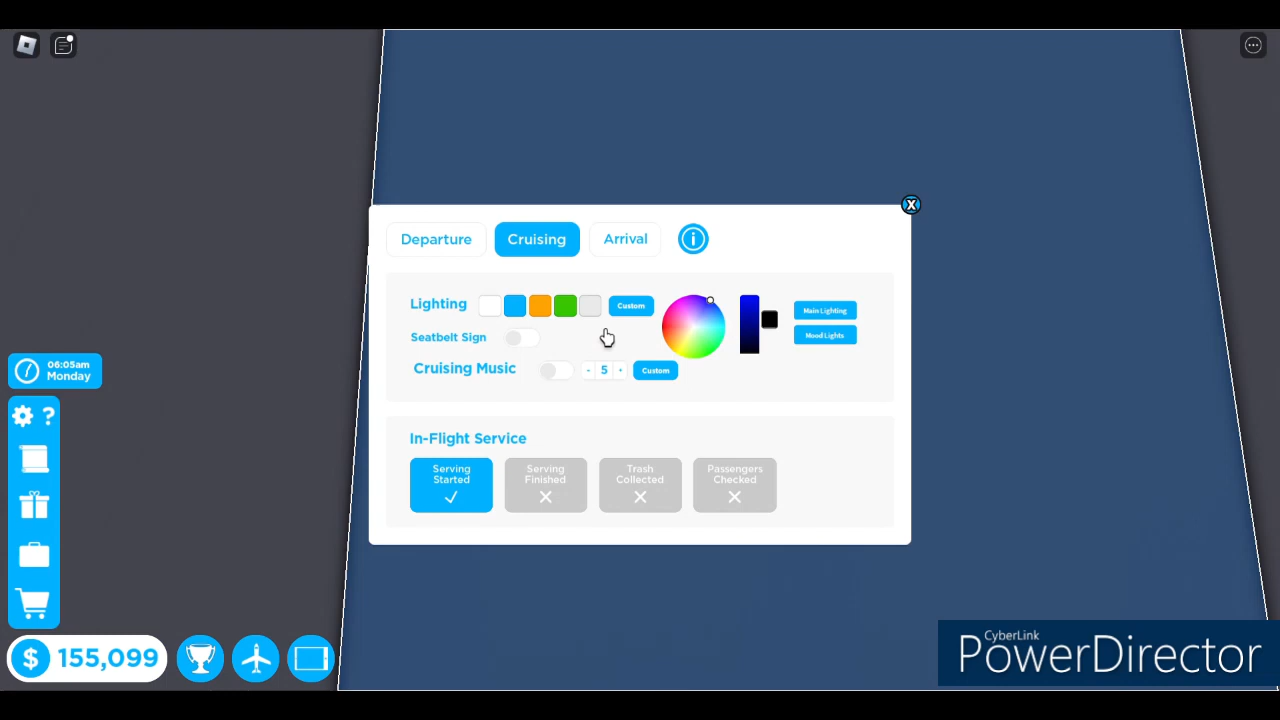 X
Departure Cruising Arrival i
Lighting Custom
Main Lighting
Seatbelt Sign
Mood Lights
Cruising Music - 5 + Custom
06:05am
Monday
?
In-Flight Service
Serving Started
Serving Finished
Trash Collected
Passengers Checked
$ 155,099
CyberLink
PowerDirector